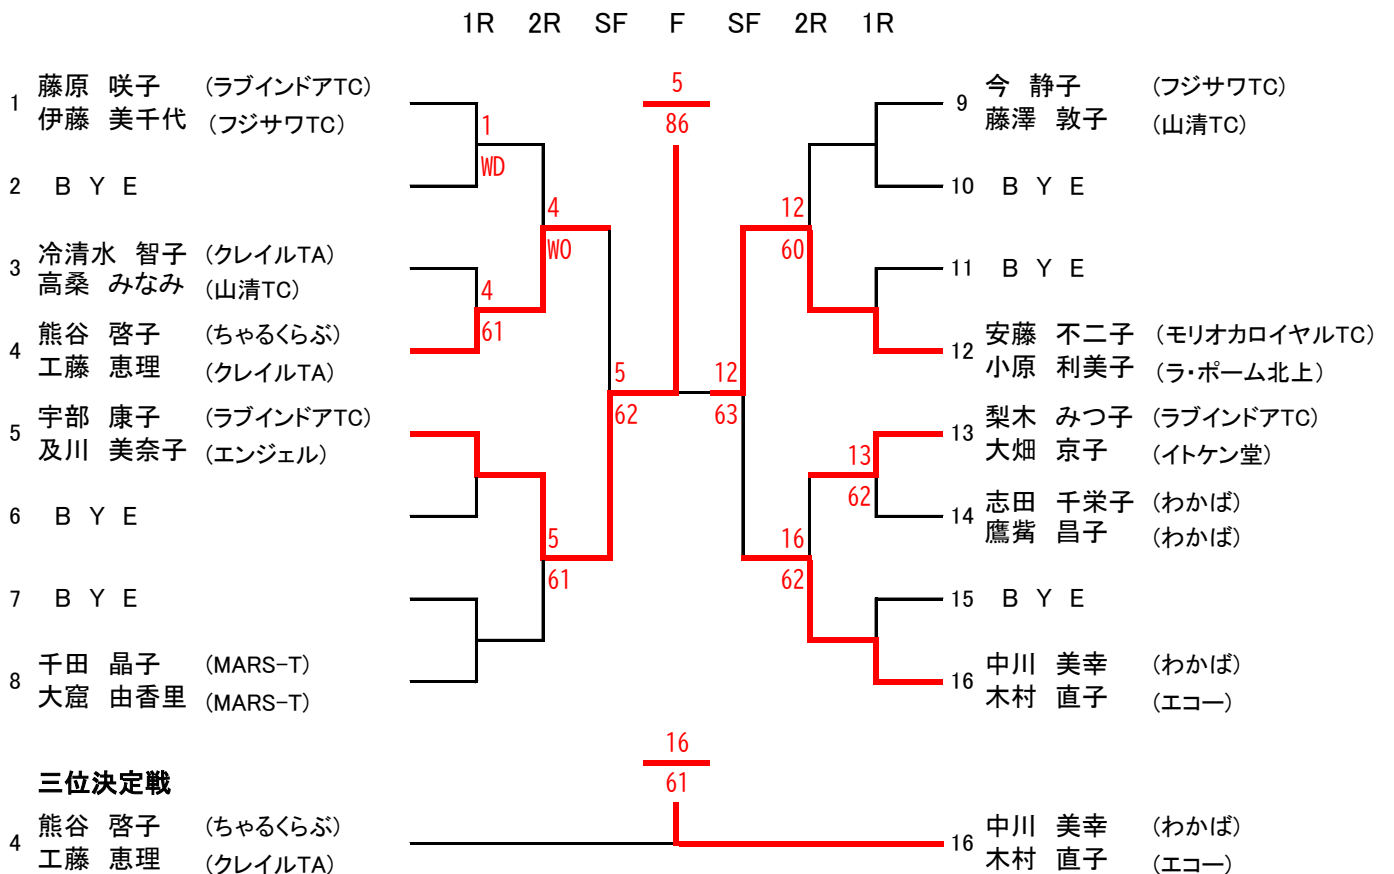 1R 2R SF F SF 2R 1R
1 藤原 咲子 (ラブインドアTC)
伊藤 美千代 (フジサワTC)
2 B Y E
3 冷清水 智子 (クレイルTA)
高桑 みなみ (山清TC)
4 熊谷 啓子 (ちゃるくらぶ)
工藤 恵理 (クレイルTA)
5 宇部 康子 (ラブインドアTC)
及川 美奈子 (エンジェル)
6 B Y E
7 B Y E
8 千田 晶子 (MARS-T)
大窟 由香里 (MARS-T)
1
WD
4
61
4
WO
5
61
5
62
5
86
12
63
12
60
16
62
13
62
9 今 静子 (フジサワTC)
藤澤 敦子 (山清TC)
10 B Y E
11 B Y E
12 安藤 不二子 (モリオカロイヤルTC)
小原 利美子 (ラ・ポーム北上)
13 梨木 みつ子 (ラブインドアTC)
大畑 京子 (イトケン堂)
14 志田 千栄子 (わかば)
鷹觜 昌子 (わかば)
15 B Y E
16 中川 美幸 (わかば)
木村 直子 (エコー)
三位決定戦
4 熊谷 啓子 (ちゃるくらぶ)
工藤 恵理 (クレイルTA)
16
61
16 中川 美幸 (わかば)
木村 直子 (エコー)